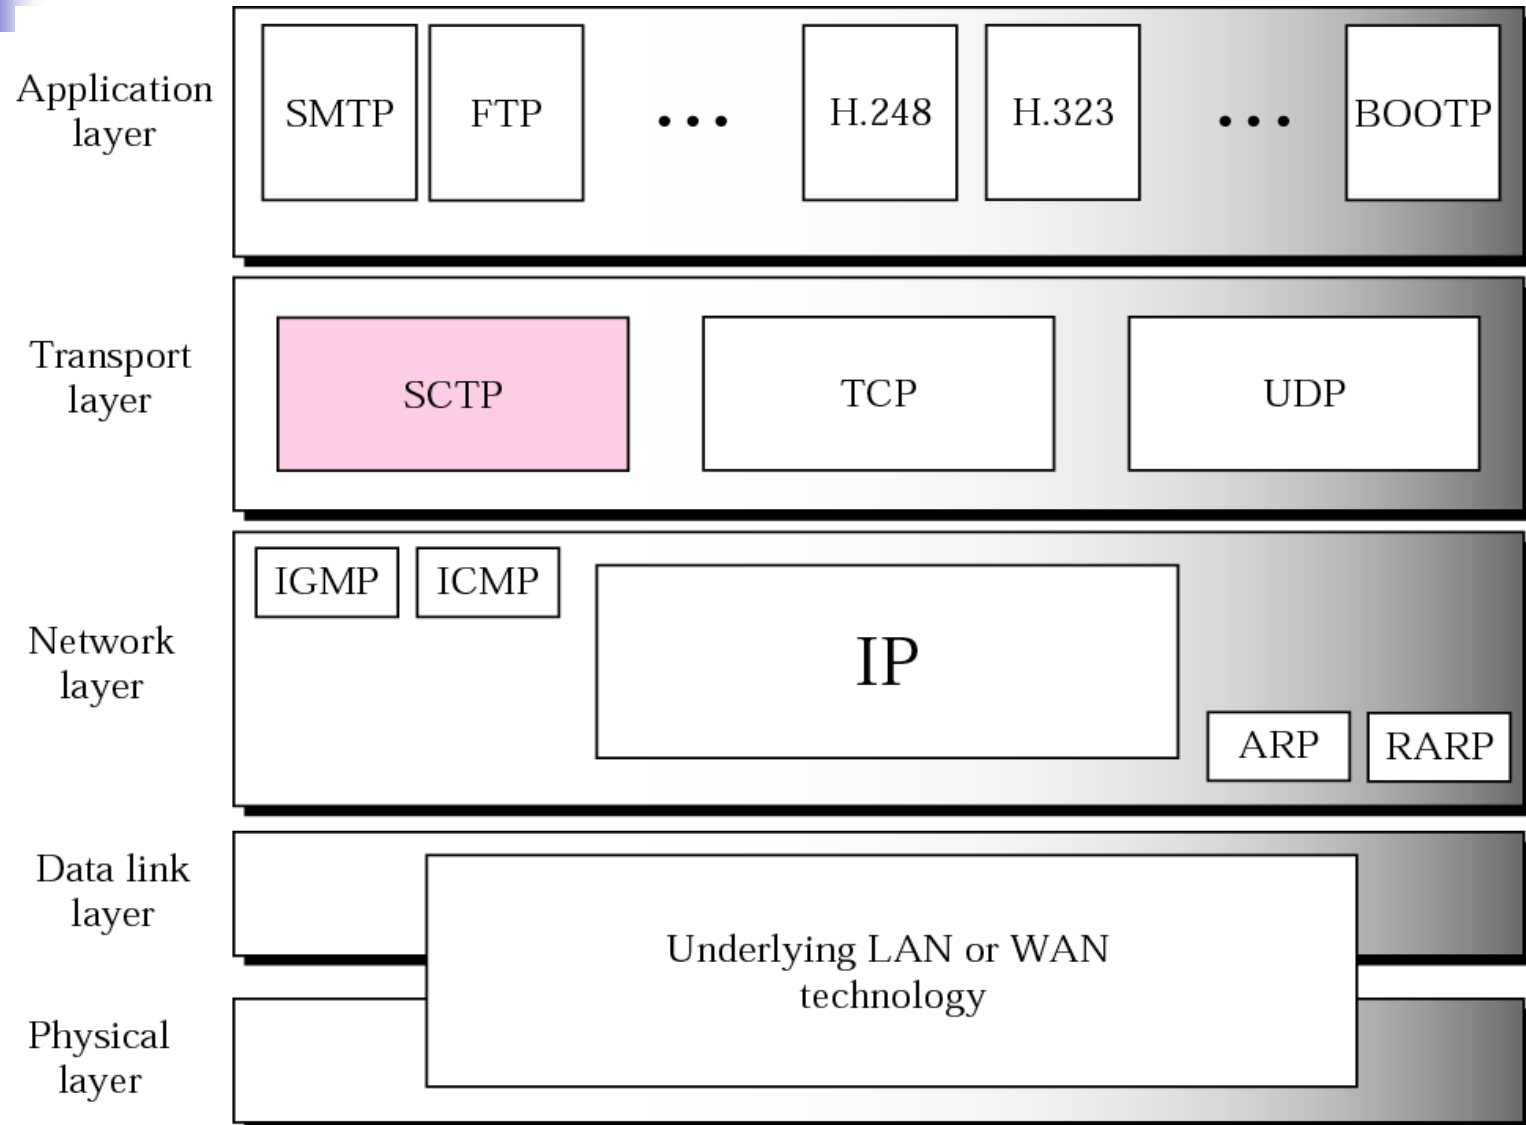 Application
layer
SMTP
FTP
...
H.248
H.323
...
BOOTP
Transport
layer
SCTP
TCP
UDP
Network
layer
IGMP
ICMP
IP
ARP
RARP
Data link
layer
Underlying LAN or WAN
technology
Physical
layer